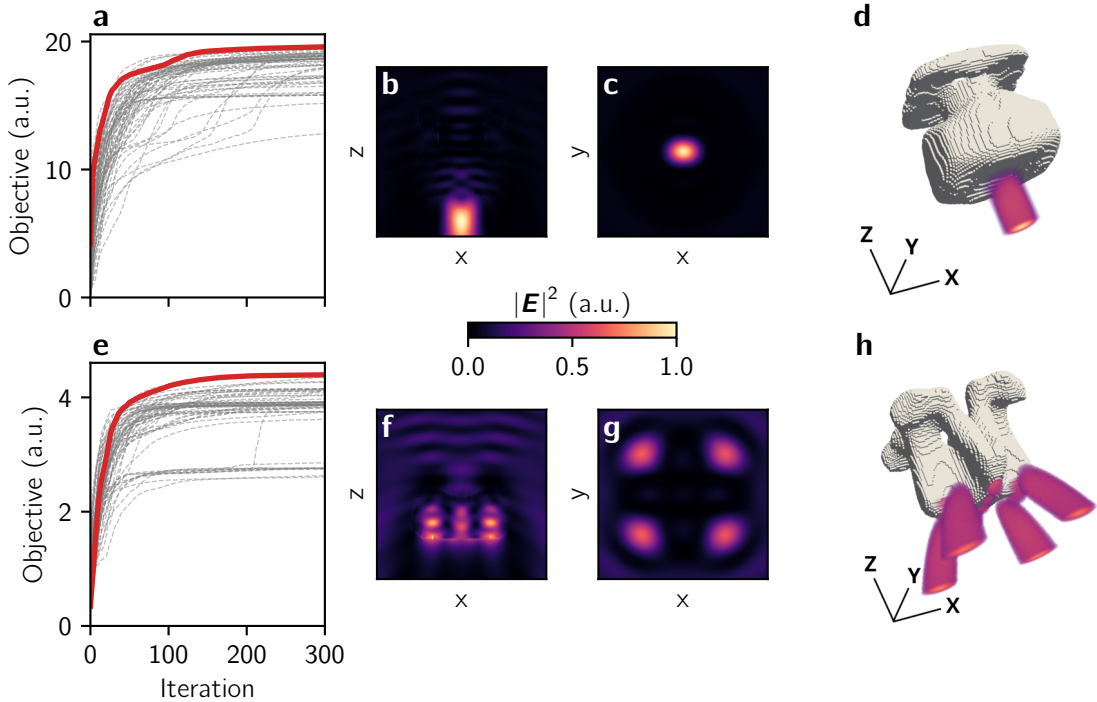 a
Objective (a.u.)
20
10
0
b
z
x
c
y
x
d
Z
Y
X
|E|² (a.u.)
0.0 0.5 1.0
e
Objective (a.u.)
4
2
0
0 100 200 300
Iteration
f
z
x
g
y
x
h
Z
Y
X